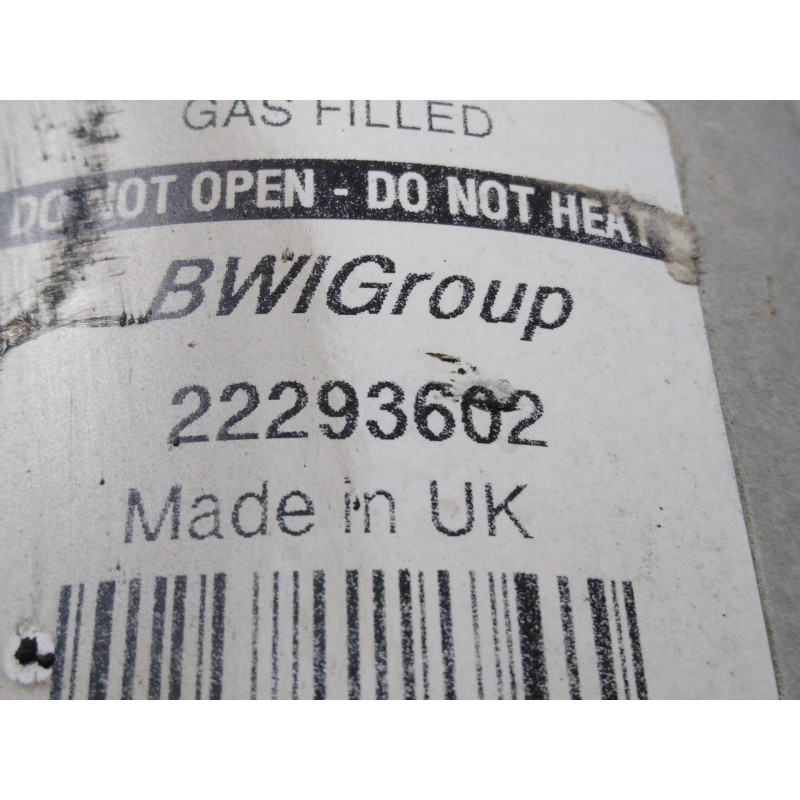 GAS FILLED
DO NOT OPEN - DO NOT HEAT
BWIGroup
22293602
Made in UK